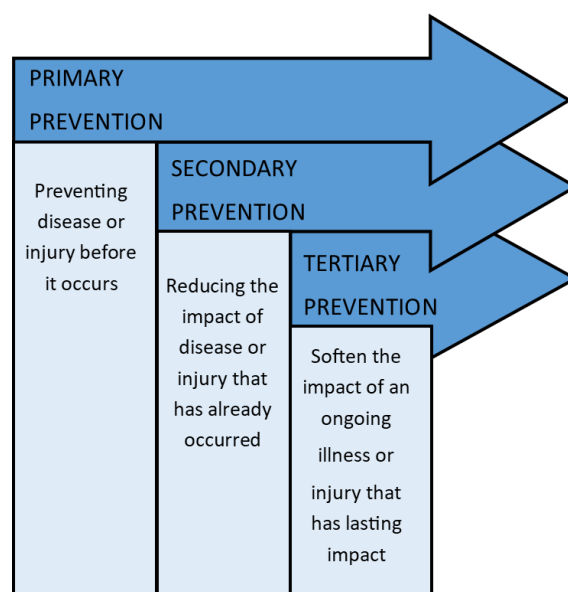 PRIMARY
PREVENTION
Preventing
disease or
injury before
it occurs
SECONDARY
PREVENTION
Reducing the
impact of
disease or
injury that
has already
occurred
TERTIARY
PREVENTION
Soften the
impact of an
ongoing
illness or
injury that
has lasting
impact